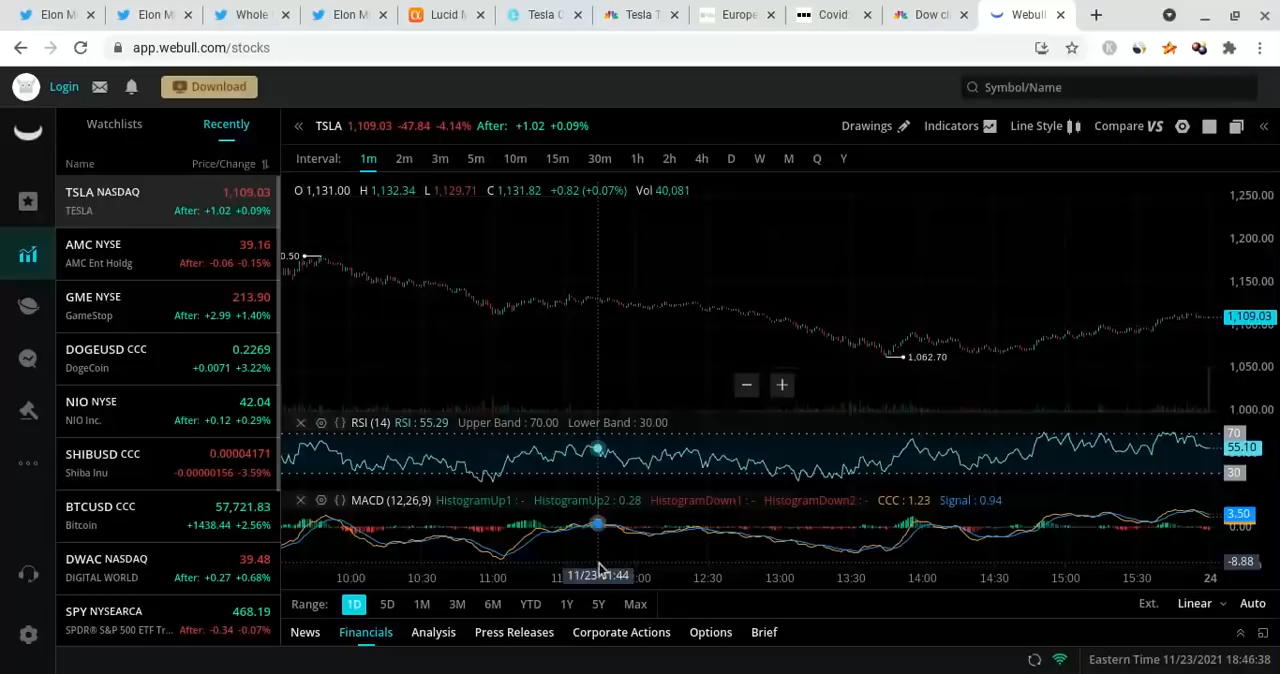 Elon M
Elon M
Whole
Elon M
Lucid M
Tesla
Tesla T
Europe
Covid
Dow cl
Webull
app.webull.com/stocks
Login
Download
Symbol/Name
Watchlists
Recently
Name Price/Change
TSLA NASDAQ 1,109.03
TESLA After: +1.02 +0.09%
AMC NYSE 39.16
AMC Ent Holdg After: -0.06 -0.15%
GME NYSE 213.90
GameStop After: +2.99 +1.40%
DOGEUSD CCC 0.2269
DogeCoin +0.0071 +3.22%
NIO NYSE 42.04
NIO Inc. After: +0.12 +0.29%
SHIBUSD CCC 0.00004171
Shiba Inu -0.00000156 -3.59%
BTCUSD CCC 57,721.83
Bitcoin +1438.44 +2.56%
DWAC NASDAQ 39.48
DIGITAL WORLD After: +0.27 +0.68%
SPY NYSEARCA 468.19
SPDR® S&P 500 ETF Tr... After: -0.34 -0.07%
TSLA 1,109.03 -47.84 -4.14% After: +1.02 +0.09%
Drawings Indicators Line Style Compare VS
Interval: 1m 2m 3m 5m 10m 15m 30m 1h 2h 4h D W M Q Y
O 1,131.00 H 1,132.34 L 1,129.71 C 1,131.82 +0.82 (+0.07%) Vol 40,081
1,250.00
1,200.00
1,150.00
1,109.03
1,100.00
1,050.00
1,000.00
0.50
1,062.70
RSI (14) RSI : 55.29 Upper Band : 70.00 Lower Band : 30.00
70
55.10
30
MACD (12,26,9) HistogramUp1 : - HistogramUp2 : 0.28 HistogramDown1 : - HistogramDown2 : - CCC : 1.23 Signal : 0.94
3.50
0.00
-8.88
10:00 10:30 11:00 11/23 :44 :00 12:30 13:00 13:30 14:00 14:30 15:00 15:30 24
Range: 1D 5D 1M 3M 6M YTD 1Y 5Y Max
Ext. Linear Auto
News Financials Analysis Press Releases Corporate Actions Options Brief
Eastern Time 11/23/2021 18:46:38